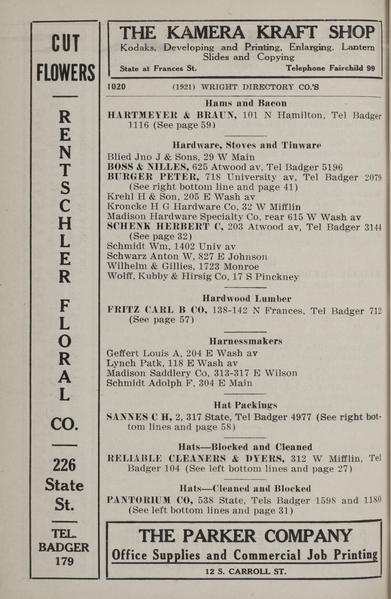 CUT
FLOWERS
RENTSCHLER
FLORAL
CO.
226
State
St.
TEL.
BADGER
179
THE KAMERA KRAFT SHOP
Kodaks, Developing and Printing, Enlarging, Lantern
Slides and Copying
State at Frances St. Telephone Fairchild 99
1020 (1921) WRIGHT DIRECTORY CO.'S
Hams and Bacon
HARTMEYER & BRAUN, 101 N Hamilton, Tel Badger
1116 (See page 59)
Hardware, Stoves and Tinware
Blied Jno J & Sons, 29 W Main
BOSS & NILLES, 625 Atwood av, Tel Badger 5196
BURGER PETER, 718 University av, Tel Badger 2079
(See right bottom line and page 41)
Krehl H & Son, 205 E Wash av
Kroncke H G Hardware Co, 32 W Mifflin
Madison Hardware Specialty Co, rear 615 W Wash av
SCHENK HERBERT C, 203 Atwood av, Tel Badger 3144
(See page 32)
Schmidt Wm, 1402 Univ av
Schwarz Anton W, 827 E Johnson
Wilhelm & Gillies, 1723 Monroe
Wolff, Kubby & Hirsig Co, 17 S Pinckney
Hardwood Lumber
FRITZ CARL B CO, 138-142 N Frances, Tel Badger 712
(See page 57)
Harnessmakers
Geffert Louis A, 204 E Wash av
Lynch Patk, 118 E Wash av
Madison Saddlery Co, 313-317 E Wilson
Schmidt Adolph F, 304 E Main
Hat Packings
SANNES C H, 2, 317 State, Tel Badger 4977 (See right bot-
tom lines and page 58)
Hats—Blocked and Cleaned
RELIABLE CLEANERS & DYERS, 312 W Mifflin, Tel
Badger 104 (See left bottom lines and page 27)
Hats—Cleaned and Blocked
PANTORIUM CO, 538 State, Tels Badger 1598 and 1180
(See left bottom lines and page 31)
THE PARKER COMPANY
Office Supplies and Commercial Job Printing
12 S. CARROLL ST.